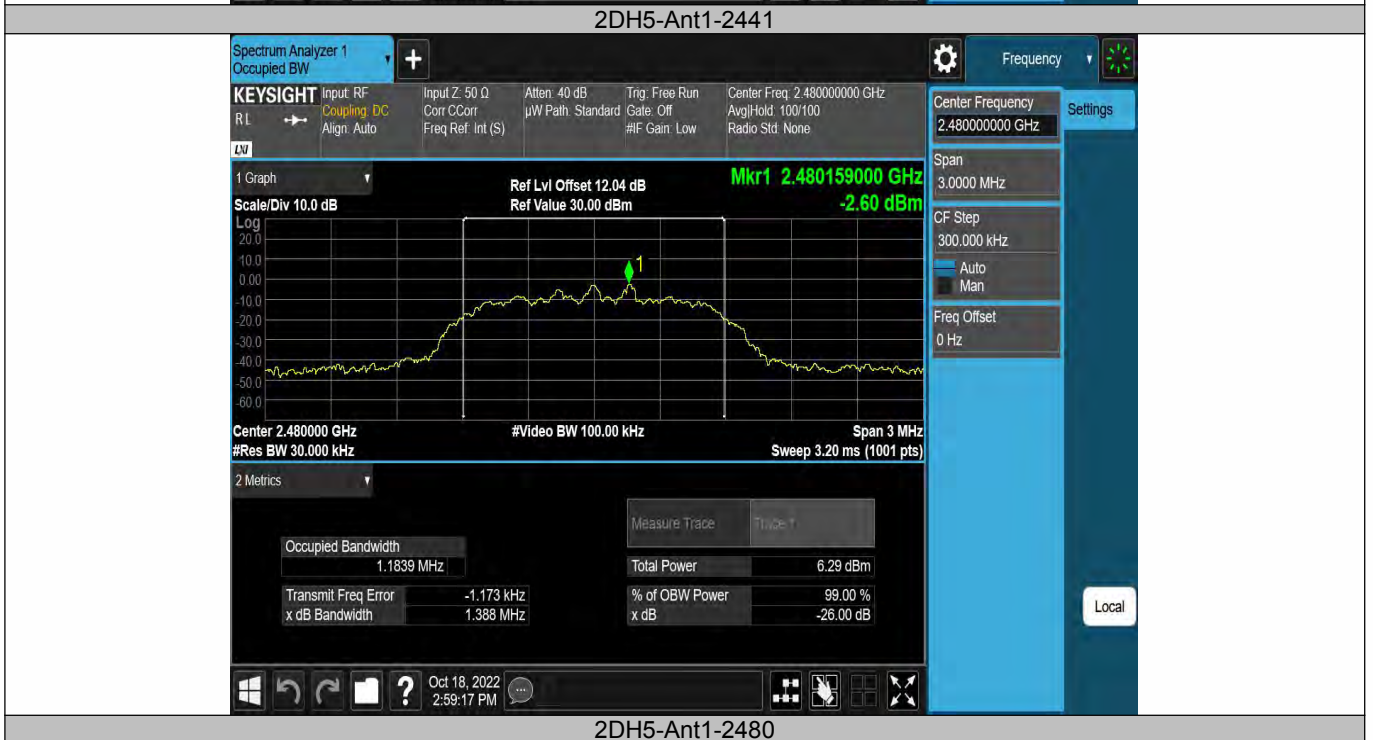 2DH5-Ant1-2441
Spectrum Analyzer 1
Occupied BW
+
Frequency
KEYSIGHT
RL
LXI
Input: RF
Coupling: DC
Align: Auto
Input Z: 50 Ω
Corr CCorr
Freq Ref: Int (S)
Atten: 40 dB
µW Path: Standard
Trig: Free Run
Gate: Off
#IF Gain: Low
Center Freq: 2.480000000 GHz
Avg|Hold: 100/100
Radio Std: None
Center Frequency
2.480000000 GHz
Settings
Span
3.0000 MHz
CF Step
300.000 kHz
Auto
Man
Freq Offset
0 Hz
Local
1 Graph
Scale/Div 10.0 dB
Ref Lvl Offset 12.04 dB
Ref Value 30.00 dBm
Mkr1 2.480159000 GHz
-2.60 dBm
Log
20.0
10.0
0.00
-10.0
-20.0
-30.0
-40.0
-50.0
-60.0
1
Center 2.480000 GHz
#Res BW 30.000 kHz
#Video BW 100.00 kHz
Span 3 MHz
Sweep 3.20 ms (1001 pts)
2 Metrics
Measure Trace Trace 1
Occupied Bandwidth
1.1839 MHz
Total Power 6.29 dBm
Transmit Freq Error -1.173 kHz
% of OBW Power 99.00 %
x dB Bandwidth 1.388 MHz
x dB -26.00 dB
?
Oct 18, 2022
2:59:17 PM
2DH5-Ant1-2480